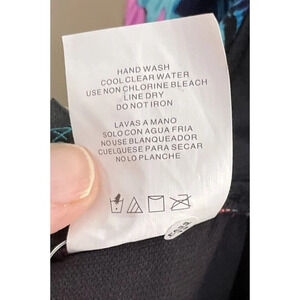 HAND WASH
COOL CLEAR WATER
USE NON CHLORINE BLEACH
LINE DRY
DO NOT IRON
LAVAS A MANO
SOLO CON AGUA FRIA
NO USE BLANQUEADOR
CUELGUESE PARA SECAR
NO LO PLANCHE